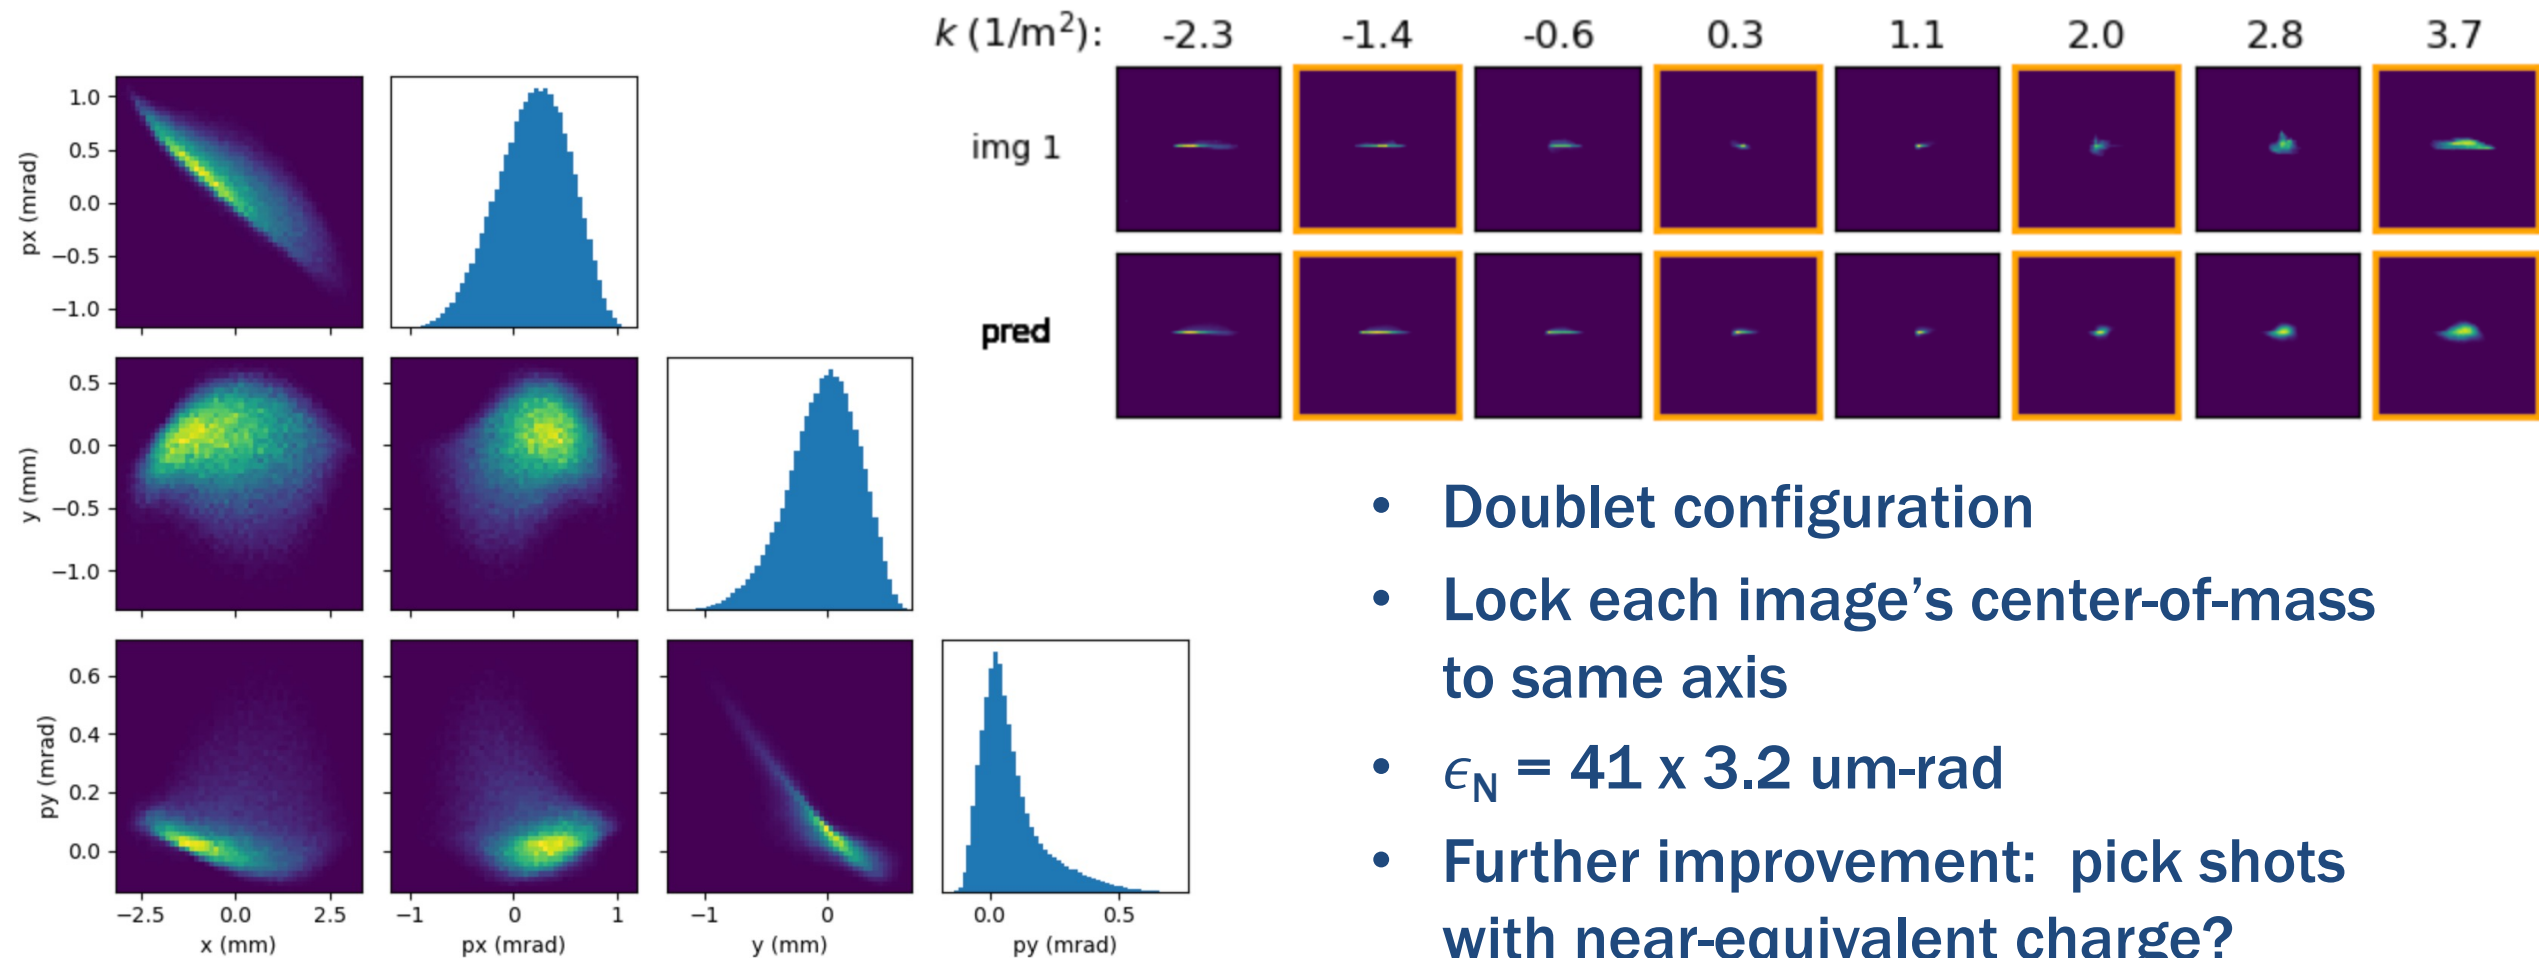 k (1/m²): -2.3 -1.4 -0.6 0.3 1.1 2.0 2.8 3.7
img 1
pred
px (mrad)
1.0
0.5
0.0
−0.5
−1.0
y (mm)
0.5
0.0
−0.5
−1.0
py (mrad)
0.6
0.4
0.2
0.0
−2.5 0.0 2.5 −1 0 1 −1 0 0.0 0.5
x (mm) px (mrad) y (mm) py (mrad)
• Doublet configuration
• Lock each image’s center-of-mass
to same axis
• ϵN = 41 x 3.2 um-rad
• Further improvement: pick shots
with near-equivalent charge?